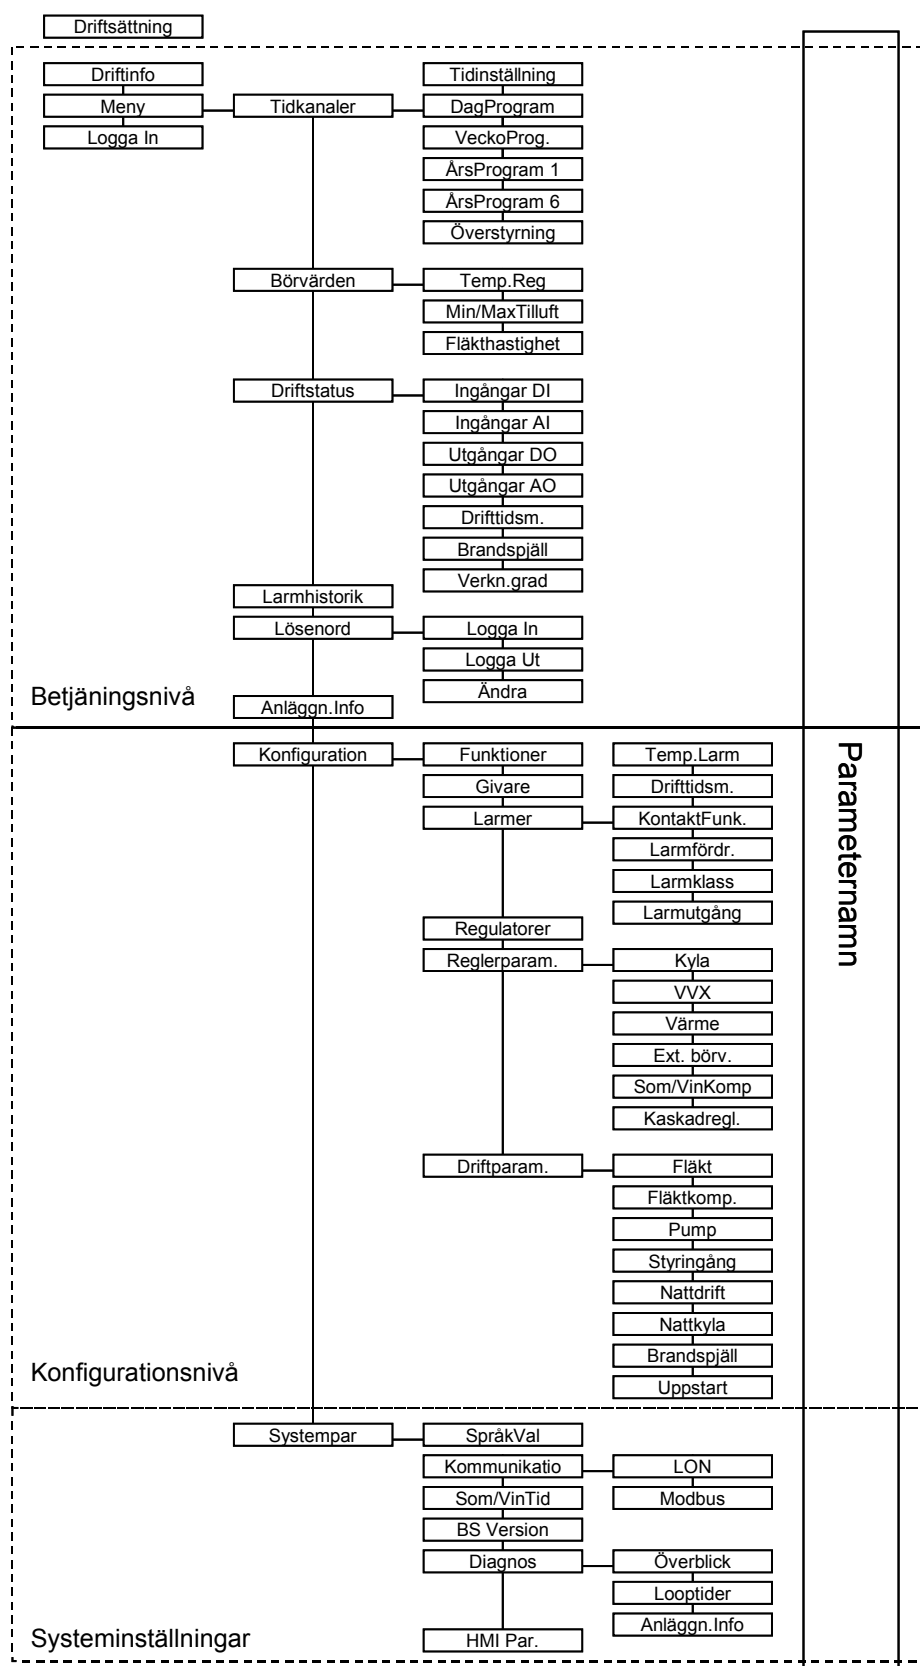 Driftsättning
Driftinfo
Tidinställning
Meny
Tidkanaler
DagProgram
Logga In
VeckoProg.
ÅrsProgram 1
ÅrsProgram 6
Överstyrning
Börvärden
Temp.Reg
Min/MaxTilluft
Fläkthastighet
Driftstatus
Ingångar DI
Ingångar AI
Utgångar DO
Utgångar AO
Drifttidsm.
Brandspjäll
Verkn.grad
Larmhistorik
Lösenord
Logga In
Logga Ut
Ändra
Betjäningsnivå
Anläggn.Info
Konfiguration
Funktioner
Temp.Larm
Parameternamn
Givare
Drifttidsm.
Larmer
KontaktFunk.
Larmfördr.
Larmklass
Larmutgång
Regulatorer
Reglerparam.
Kyla
VVX
Värme
Ext. börv.
Som/VinKomp
Kaskadregl.
Driftparam.
Fläkt
Fläktkomp.
Pump
Styringång
Nattdrift
Nattkyla
Brandspjäll
Uppstart
Konfigurationsnivå
Systempar
SpråkVal
Kommunikatio
LON
Som/VinTid
Modbus
BS Version
Diagnos
Överblick
Looptider
Anläggn.Info
HMI Par.
Systeminställningar